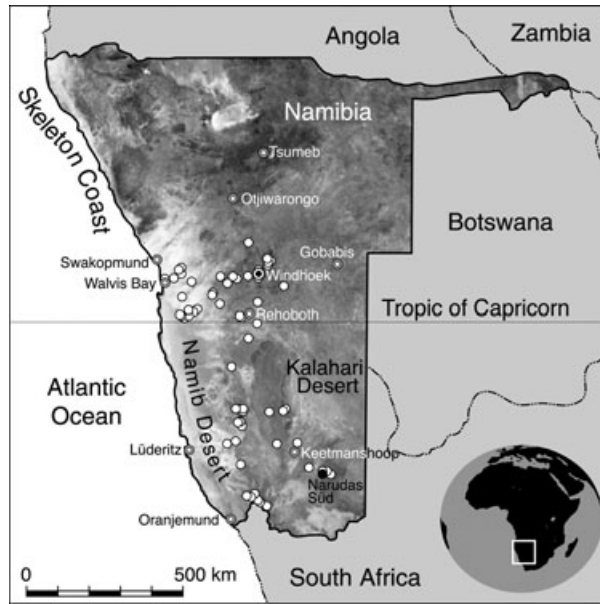 Angola
Zambia
Namibia
Skeleton Coast
Tsumeb
Otjiwarongo
Botswana
Gobabis
Swakopmund
Windhoek
Walvis Bay
Rehoboth
Tropic of Capricorn
Kalahari
Desert
Namib Desert
Atlantic
Ocean
Lüderitz
Keetmanshoop
Narudas
Süd
Oranjemund
South Africa
0
500 km